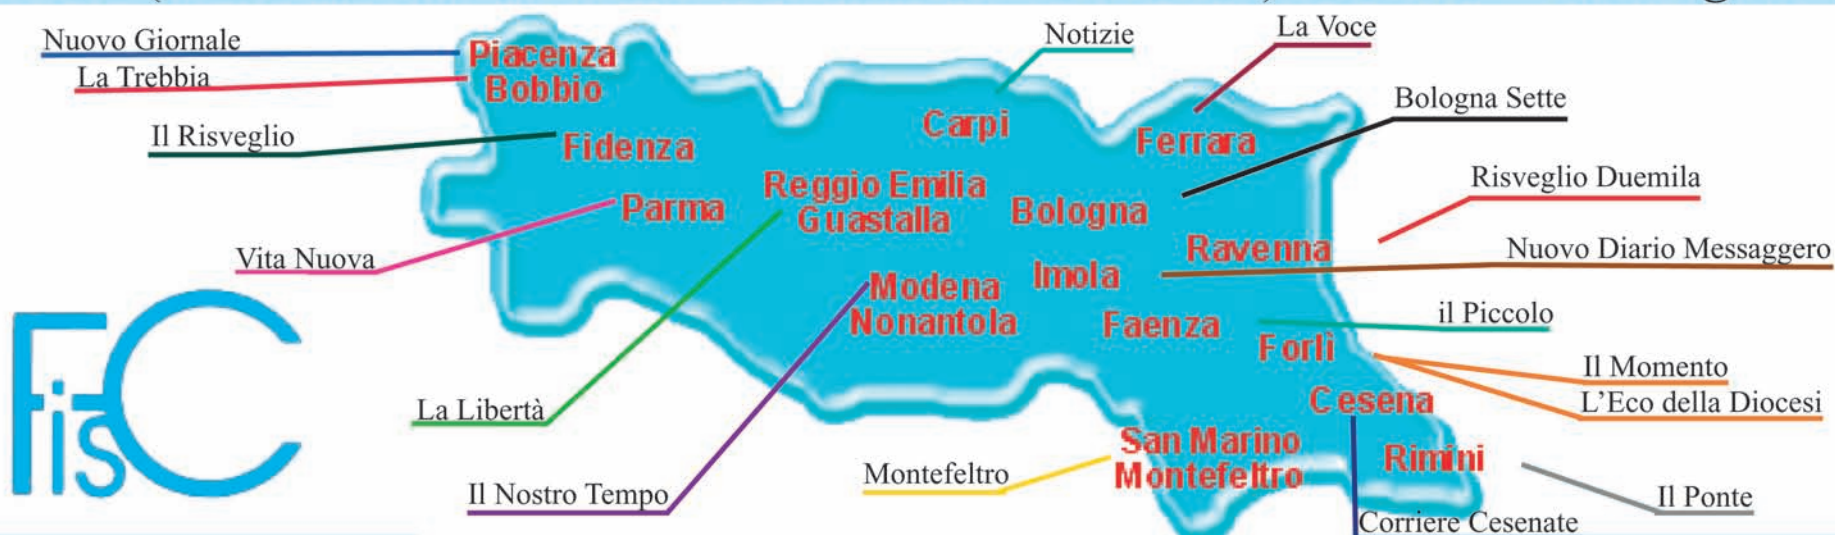 Nuovo Giornale
La Trebbia
Il Risveglio
Vita Nuova
La Libertà
Il Nostro Tempo
Notizie
La Voce
Bologna Sette
Risveglio Duemila
Nuovo Diario Messaggero
il Piccolo
Il Momento
L'Eco della Diocesi
Montefeltro
Il Ponte
Corriere Cesenate
Piacenza
Bobbio
Fidenza
Parma
Reggio Emilia
Guastalla
Carpi
Ferrara
Bologna
Modena
Nonantola
Imola
Ravenna
Faenza
Forlì
Cesena
San Marino
Montefeltro
Rimini
FisC